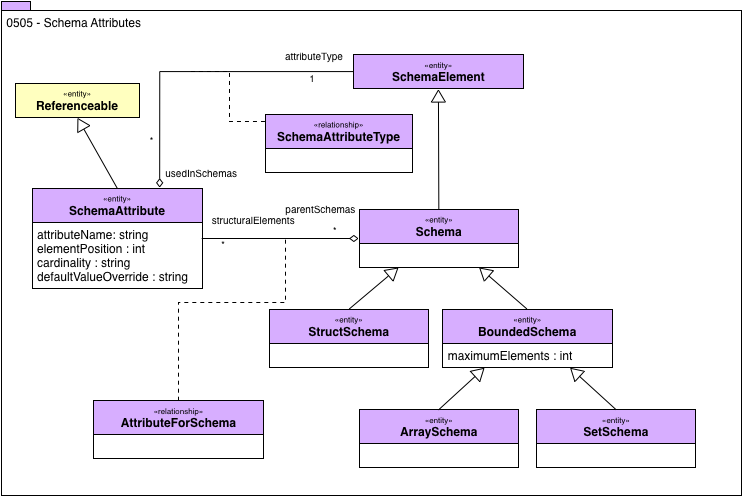 0505 - Schema Attributes
attributeType
1
«entity»
SchemaElement
«entity»
Referenceable
«relationship»
SchemaAttributeType
*
usedInSchemas
«entity»
SchemaAttribute
attributeName: string
elementPosition : int
cardinality : string
defaultValueOverride : string
parentSchemas
structuralElements
*
*
«entity»
Schema
«entity»
StructSchema
«entity»
BoundedSchema
maximumElements : int
«relationship»
AttributeForSchema
«entity»
ArraySchema
«entity»
SetSchema